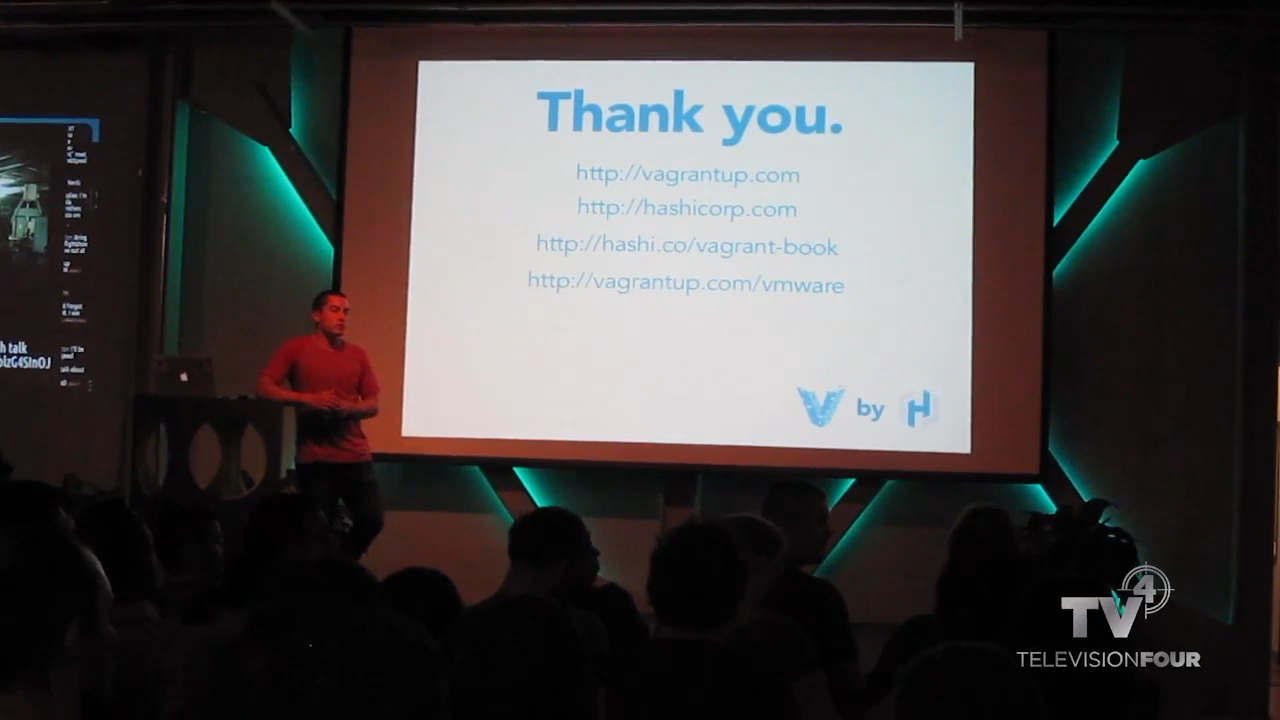 Thank you.
http://vagrantup.com
http://hashicorp.com
http://hashi.co/vagrant-book
http://vagrantup.com/vmware
V by H
h talk
TV4
TELEVISIONFOUR